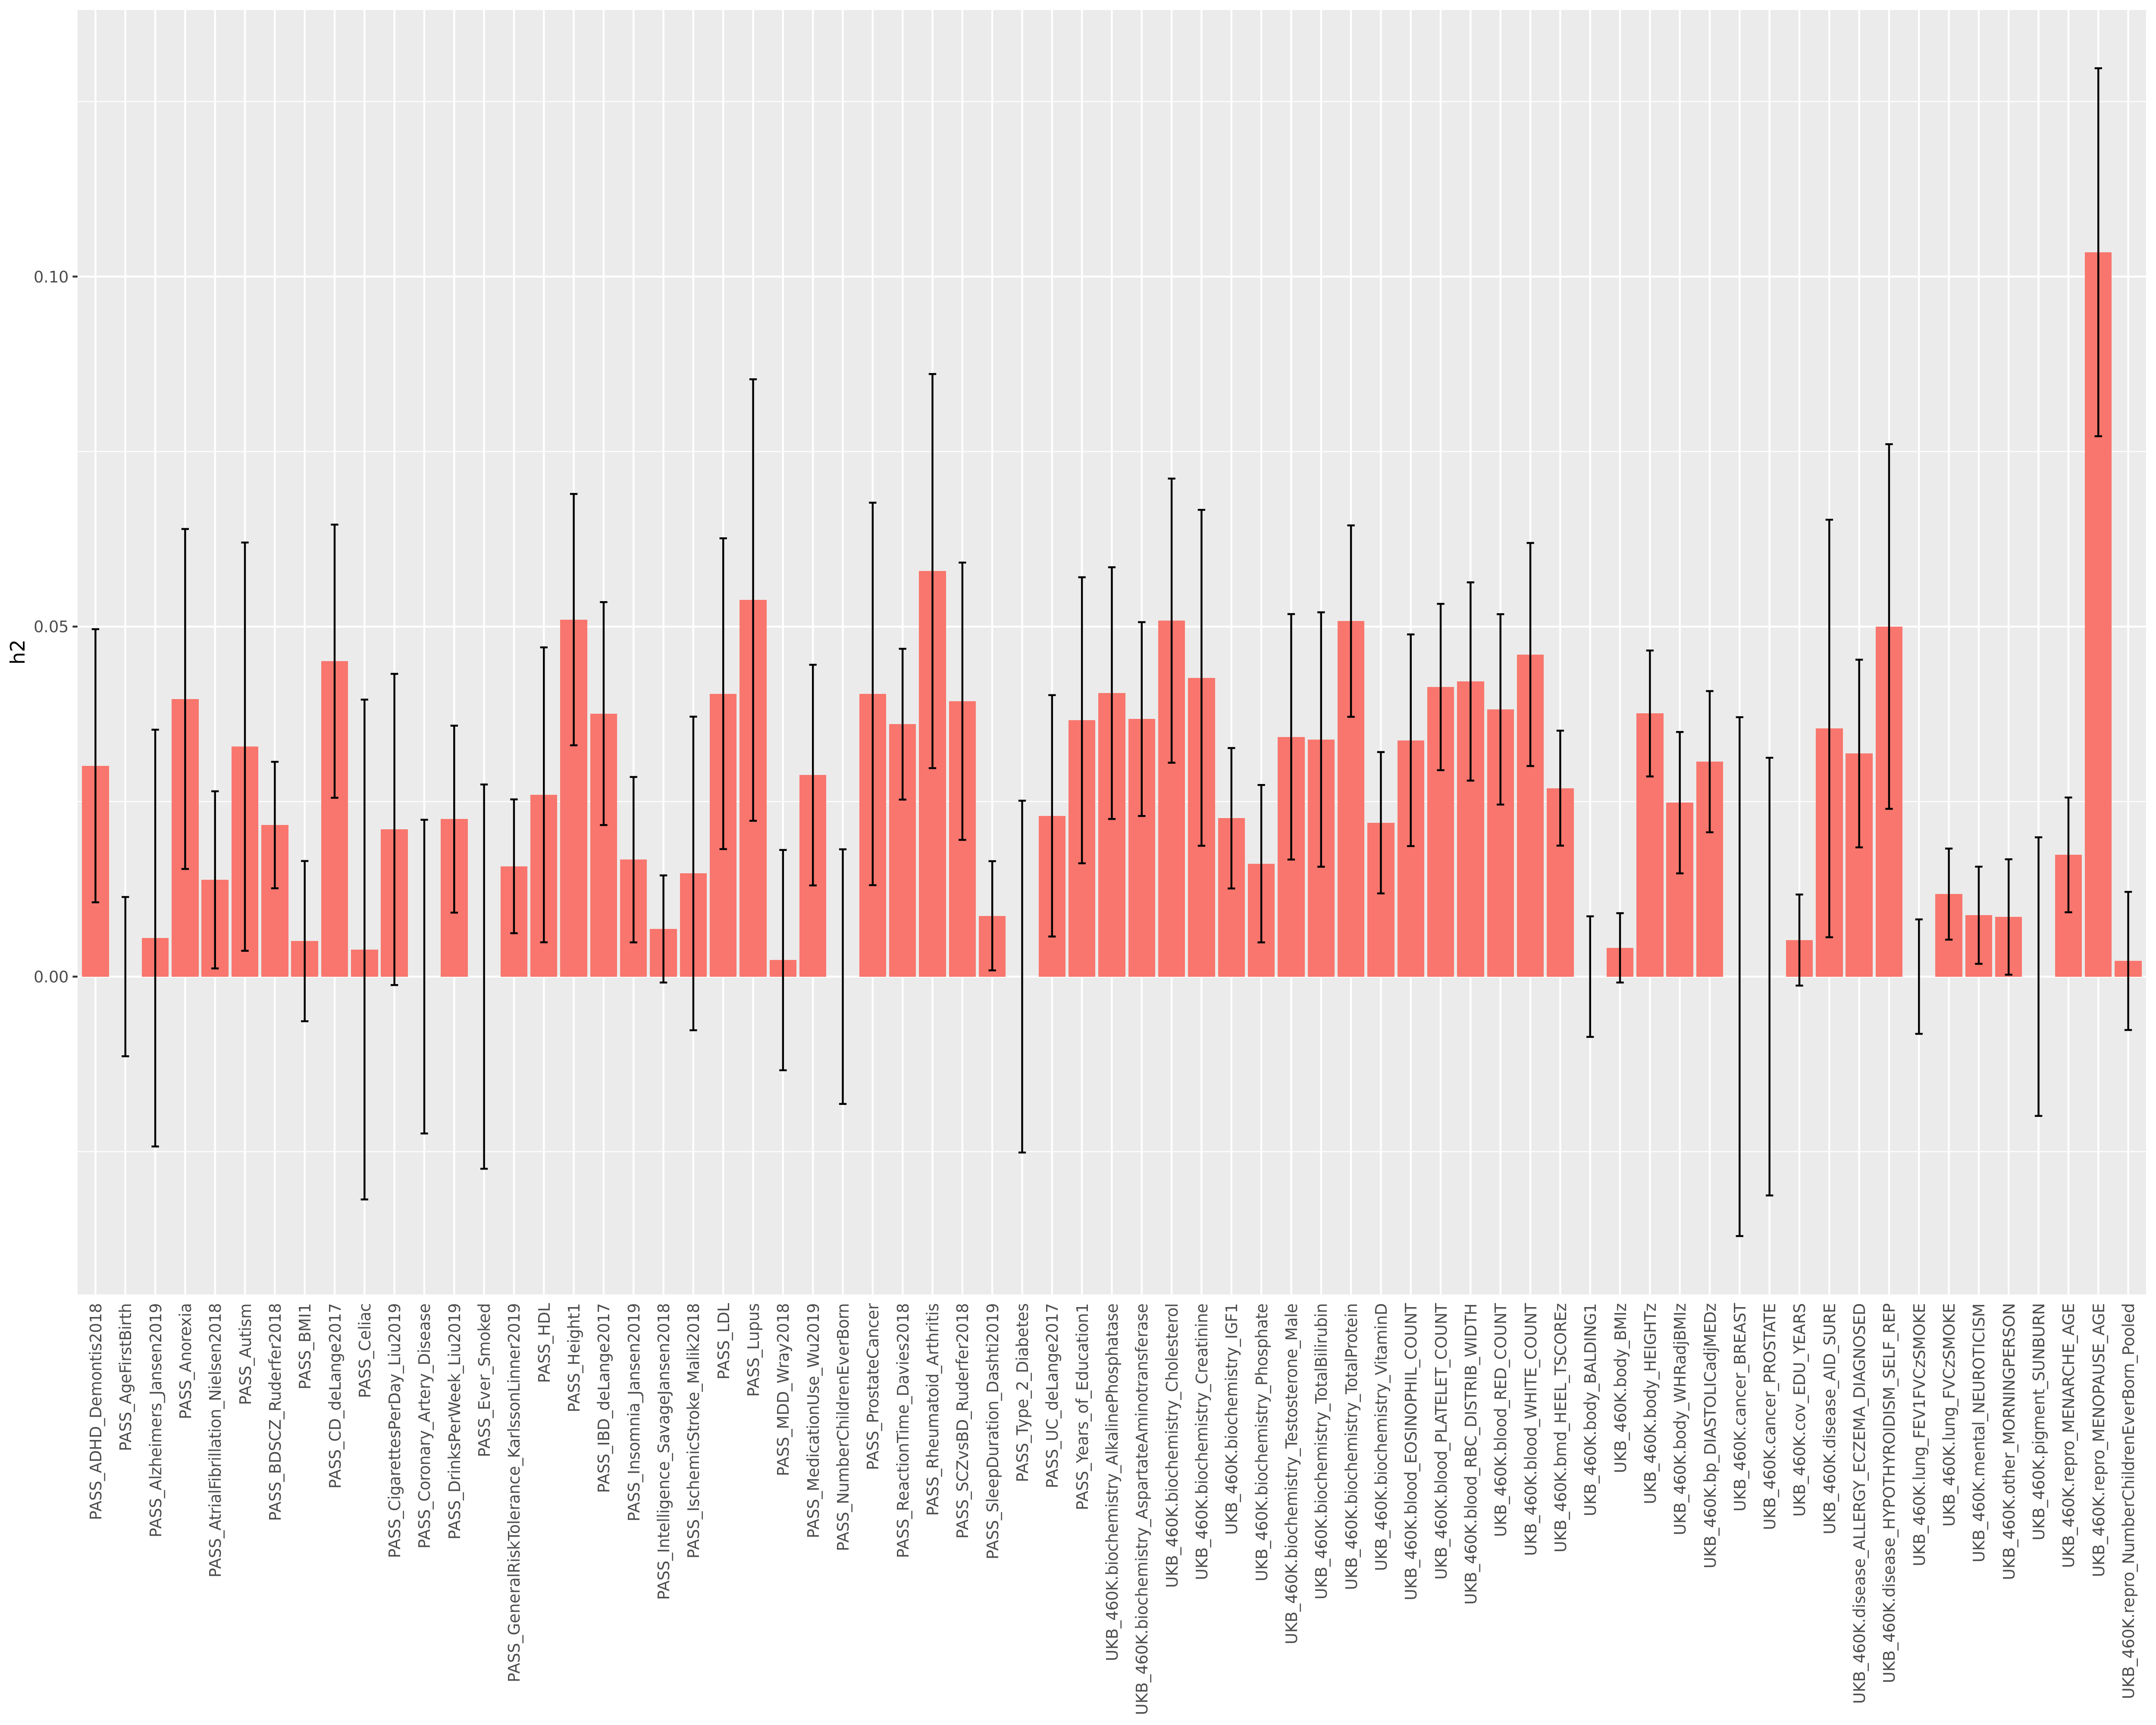 h2
0.10
0.05
0.00
PASS_ADHD_Demontis2018
PASS_AgeFirstBirth
PASS_Alzheimers_Jansen2019
PASS_Anorexia
PASS_AtrialFibrillation_Nielsen2018
PASS_Autism
PASS_BDSCZ_Ruderfer2018
PASS_BMI1
PASS_CD_deLange2017
PASS_Celiac
PASS_CigarettesPerDay_Liu2019
PASS_Coronary_Artery_Disease
PASS_DrinksPerWeek_Liu2019
PASS_Ever_Smoked
PASS_GeneralRiskTolerance_KarlssonLinner2019
PASS_HDL
PASS_Height1
PASS_IBD_deLange2017
PASS_Insomnia_Jansen2019
PASS_Intelligence_SavageJansen2018
PASS_IschemicStroke_Malik2018
PASS_LDL
PASS_Lupus
PASS_MDD_Wray2018
PASS_MedicationUse_Wu2019
PASS_NumberChildrenEverBorn
PASS_ProstateCancer
PASS_ReactionTime_Davies2018
PASS_Rheumatoid_Arthritis
PASS_SCZvsBD_Ruderfer2018
PASS_SleepDuration_Dashti2019
PASS_Type_2_Diabetes
PASS_UC_deLange2017
PASS_Years_of_Education1
UKB_460K.biochemistry_AlkalinePhosphatase
UKB_460K.biochemistry_AspartateAminotransferase
UKB_460K.biochemistry_Cholesterol
UKB_460K.biochemistry_Creatinine
UKB_460K.biochemistry_IGF1
UKB_460K.biochemistry_Phosphate
UKB_460K.biochemistry_Testosterone_Male
UKB_460K.biochemistry_TotalBilirubin
UKB_460K.biochemistry_TotalProtein
UKB_460K.biochemistry_VitaminD
UKB_460K.blood_EOSINOPHIL_COUNT
UKB_460K.blood_PLATELET_COUNT
UKB_460K.blood_RBC_DISTRIB_WIDTH
UKB_460K.blood_RED_COUNT
UKB_460K.blood_WHITE_COUNT
UKB_460K.bmd_HEEL_TSCOREz
UKB_460K.body_BALDING1
UKB_460K.body_BMIz
UKB_460K.body_HEIGHTz
UKB_460K.body_WHRadjBMIz
UKB_460K.bp_DIASTOLICadjMEDz
UKB_460K.cancer_BREAST
UKB_460K.cancer_PROSTATE
UKB_460K.cov_EDU_YEARS
UKB_460K.disease_AID_SURE
UKB_460K.disease_ALLERGY_ECZEMA_DIAGNOSED
UKB_460K.disease_HYPOTHYROIDISM_SELF_REP
UKB_460K.lung_FEV1FVCzSMOKE
UKB_460K.lung_FVCzSMOKE
UKB_460K.mental_NEUROTICISM
UKB_460K.other_MORNINGPERSON
UKB_460K.pigment_SUNBURN
UKB_460K.repro_MENARCHE_AGE
UKB_460K.repro_MENOPAUSE_AGE
UKB_460K.repro_NumberChildrenEverBorn_Pooled